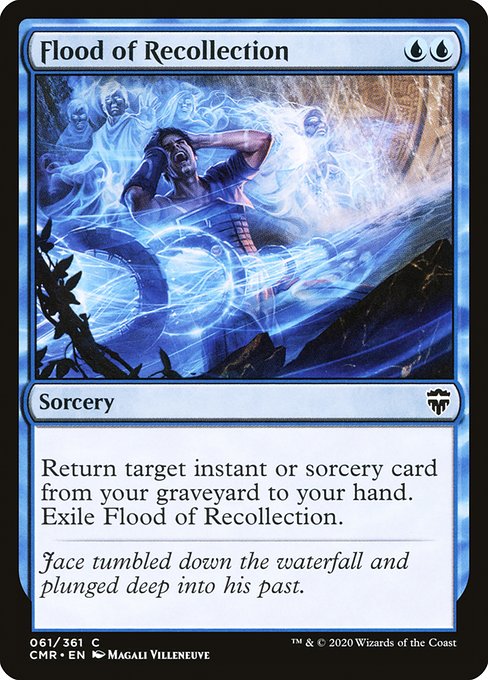 Flood of Recollection
Sorcery
Return target instant or sorcery card
from your graveyard to your hand.
Exile Flood of Recollection.
Jace tumbled down the waterfall and
plunged deep into his past.
061/361 C
CMR • EN Magali Villeneuve
™ & © 2020 Wizards of the Coast